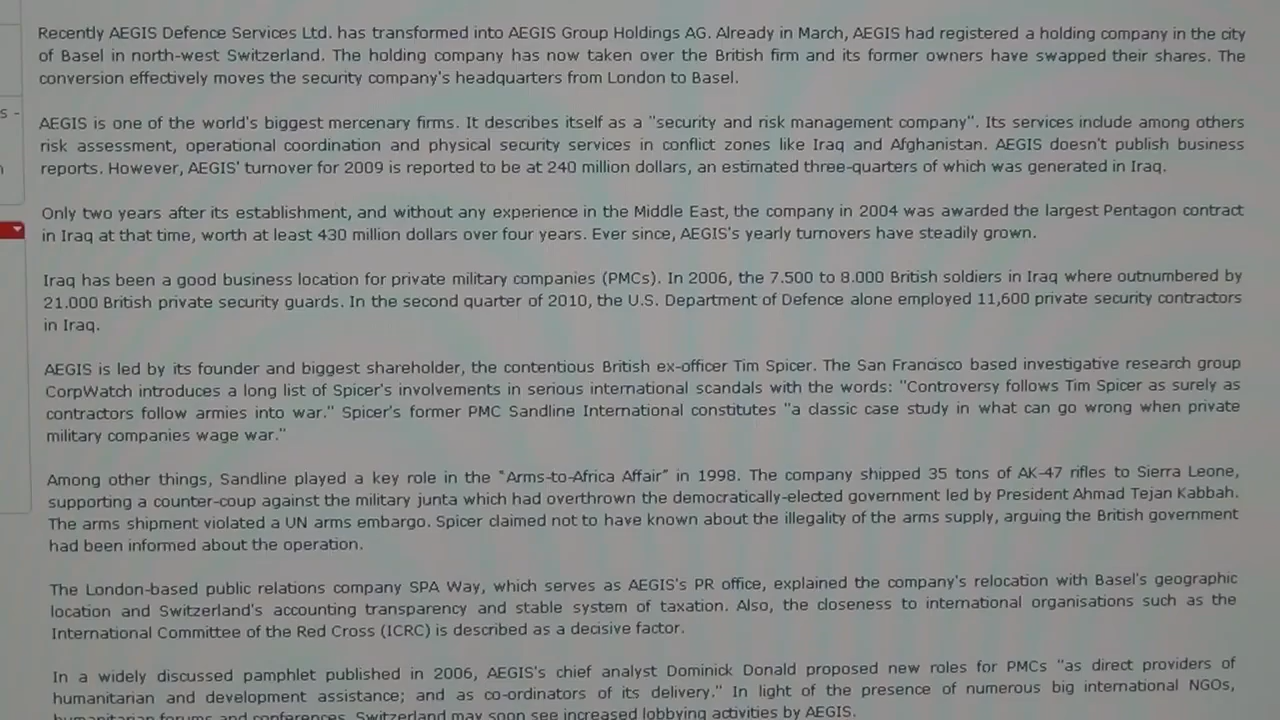 Recently AEGIS Defence Services Ltd. has transformed into AEGIS Group Holdings AG. Already in March, AEGIS had registered a holding company in the city
of Basel in north-west Switzerland. The holding company has now taken over the British firm and its former owners have swapped their shares. The
conversion effectively moves the security company's headquarters from London to Basel.
s -
AEGIS is one of the world's biggest mercenary firms. It describes itself as a "security and risk management company". Its services include among others
risk assessment, operational coordination and physical security services in conflict zones like Iraq and Afghanistan. AEGIS doesn't publish business
reports. However, AEGIS' turnover for 2009 is reported to be at 240 million dollars, an estimated three-quarters of which was generated in Iraq.
Only two years after its establishment, and without any experience in the Middle East, the company in 2004 was awarded the largest Pentagon contract
in Iraq at that time, worth at least 430 million dollars over four years. Ever since, AEGIS's yearly turnovers have steadily grown.
Iraq has been a good business location for private military companies (PMCs). In 2006, the 7.500 to 8.000 British soldiers in Iraq where outnumbered by
21.000 British private security guards. In the second quarter of 2010, the U.S. Department of Defence alone employed 11,600 private security contractors
in Iraq.
AEGIS is led by its founder and biggest shareholder, the contentious British ex-officer Tim Spicer. The San Francisco based investigative research group
CorpWatch introduces a long list of Spicer's involvements in serious international scandals with the words: "Controversy follows Tim Spicer as surely as
contractors follow armies into war." Spicer's former PMC Sandline International constitutes "a classic case study in what can go wrong when private
military companies wage war."
Among other things, Sandline played a key role in the "Arms-to-Africa Affair" in 1998. The company shipped 35 tons of AK-47 rifles to Sierra Leone,
supporting a counter-coup against the military junta which had overthrown the democratically-elected government led by President Ahmad Tejan Kabbah.
The arms shipment violated a UN arms embargo. Spicer claimed not to have known about the illegality of the arms supply, arguing the British government
had been informed about the operation.
The London-based public relations company SPA Way, which serves as AEGIS's PR office, explained the company's relocation with Basel's geographic
location and Switzerland's accounting transparency and stable system of taxation. Also, the closeness to international organisations such as the
International Committee of the Red Cross (ICRC) is described as a decisive factor.
In a widely discussed pamphlet published in 2006, AEGIS's chief analyst Dominick Donald proposed new roles for PMCs "as direct providers of
humanitarian and development assistance; and as co-ordinators of its delivery." In light of the presence of numerous big international NGOs,
humanitarian forums and conferences, Switzerland may soon see increased lobbying activities by AEGIS.